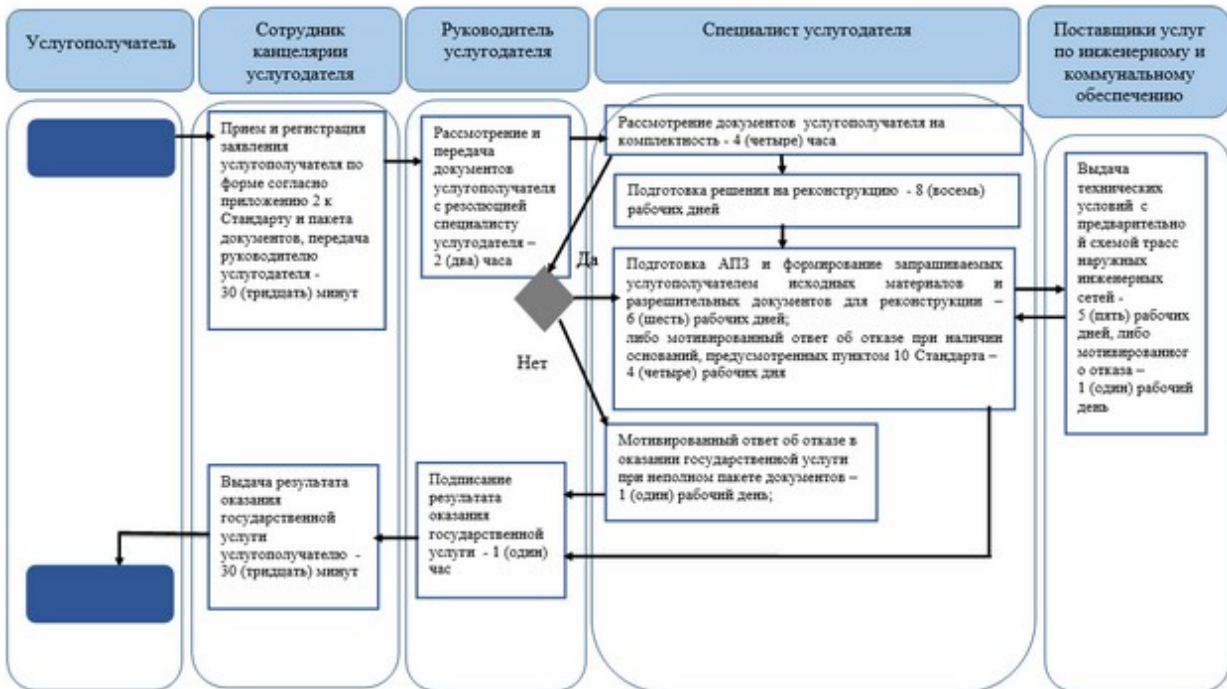 Услугополучатель
Сотрудник
канцелярии
услугодателя
Руководитель
услугодателя
Специалист услугодателя
Поставщики услуг
по инженерному и
коммунальному
обеспечению
Прием и регистрация
заявления
услугополучателя по
форме согласно
приложению 2 к
Стандарту и пакета
документов, передача
руководителю
услугодателя -
30 (тридцать) минут
Рассмотрение и
передача
документов
услугополучателя
с резолюцией
специалисту
услугодателя –
2 (два) часа
Рассмотрение документов услугополучателя на
комплектность - 4 (четыре) часа
Подготовка решения на реконструкцию - 8 (восемь)
рабочих дней
Да
Подготовка АПЗ и формирование запрашиваемых
услугополучателем исходных материалов и
разрешительных документов для реконструкции –
6 (шесть) рабочих дней;
либо мотивированный ответ об отказе при наличии
оснований, предусмотренных пунктом 10 Стандарта –
4 (четыре) рабочих дня
Выдача
технических
условий с
предварительно
й схемой трасс
наружных
инженерных
сетей -
5 (пять) рабочих
дней, либо
мотивированног
о отказа –
1 (один) рабочий
день
Нет
Мотивированный ответ об отказе в
оказании государственной услуги
при неполном пакете документов –
1 (один) рабочий день;
Подписание
результата
оказания
государственной
услуги - 1 (один)
час
Выдача результата
оказания
государственной
услуги
услугополучателю -
30 (тридцать) минут